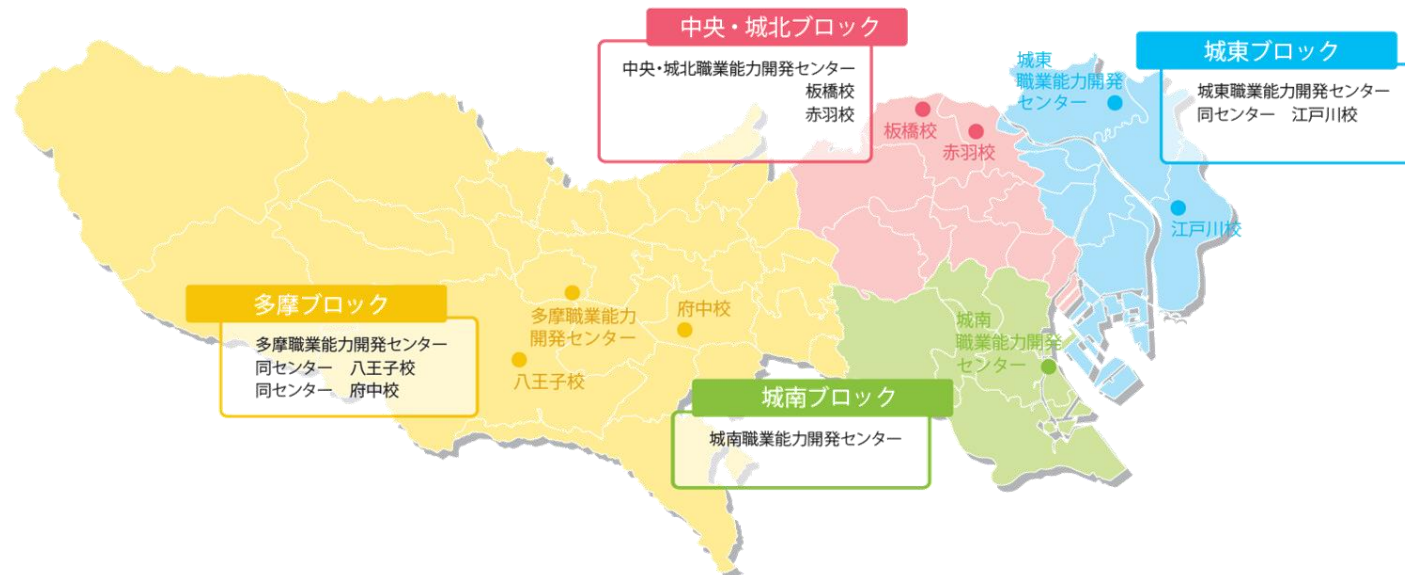 中央・城北ブロック
中央・城北職業能力開発センター
板橋校
赤羽校
城東ブロック
城東職業能力開発センター
同センター　江戸川校
城東
職業能力開発
センター
板橋校
赤羽校
江戸川校
多摩ブロック
多摩職業能力開発センター
同センター　八王子校
同センター　府中校
多摩職業能力
開発センター
府中校
八王子校
城南
職業能力開発
センター
城南ブロック
城南職業能力開発センター